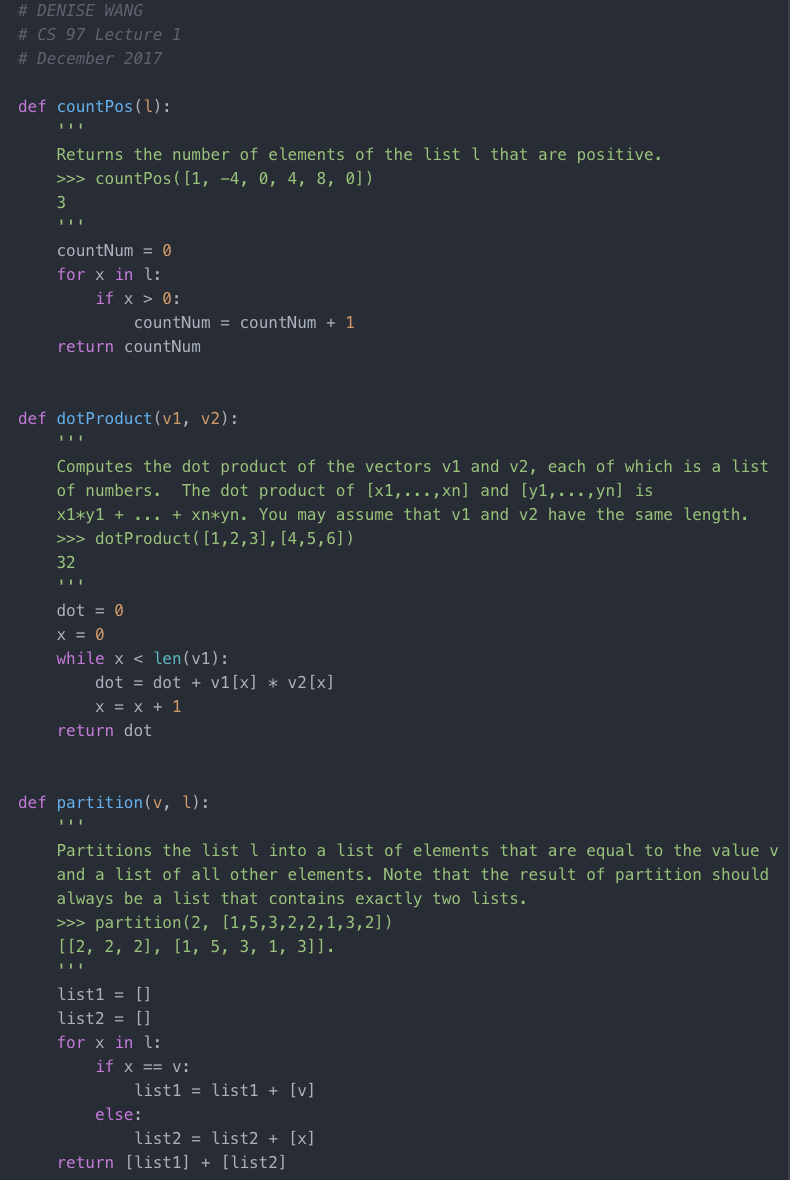 # DENISE WANG
# CS 97 Lecture 1
# December 2017

def countPos(l):
    '''
    Returns the number of elements of the list l that are positive.
    >>> countPos([1, -4, 0, 4, 8, 0])
    3
    '''
    countNum = 0
    for x in l:
        if x > 0:
            countNum = countNum + 1
    return countNum


def dotProduct(v1, v2):
    '''
    Computes the dot product of the vectors v1 and v2, each of which is a list
    of numbers.  The dot product of [x1,...,xn] and [y1,...,yn] is
    x1*y1 + ... + xn*yn. You may assume that v1 and v2 have the same length.
    >>> dotProduct([1,2,3],[4,5,6])
    32
    '''
    dot = 0
    x = 0
    while x < len(v1):
        dot = dot + v1[x] * v2[x]
        x = x + 1
    return dot


def partition(v, l):
    '''
    Partitions the list l into a list of elements that are equal to the value v
    and a list of all other elements. Note that the result of partition should
    always be a list that contains exactly two lists.
    >>> partition(2, [1,5,3,2,2,1,3,2])
    [[2, 2, 2], [1, 5, 3, 1, 3]].
    '''
    list1 = []
    list2 = []
    for x in l:
        if x == v:
            list1 = list1 + [v]
        else:
            list2 = list2 + [x]
    return [list1] + [list2]